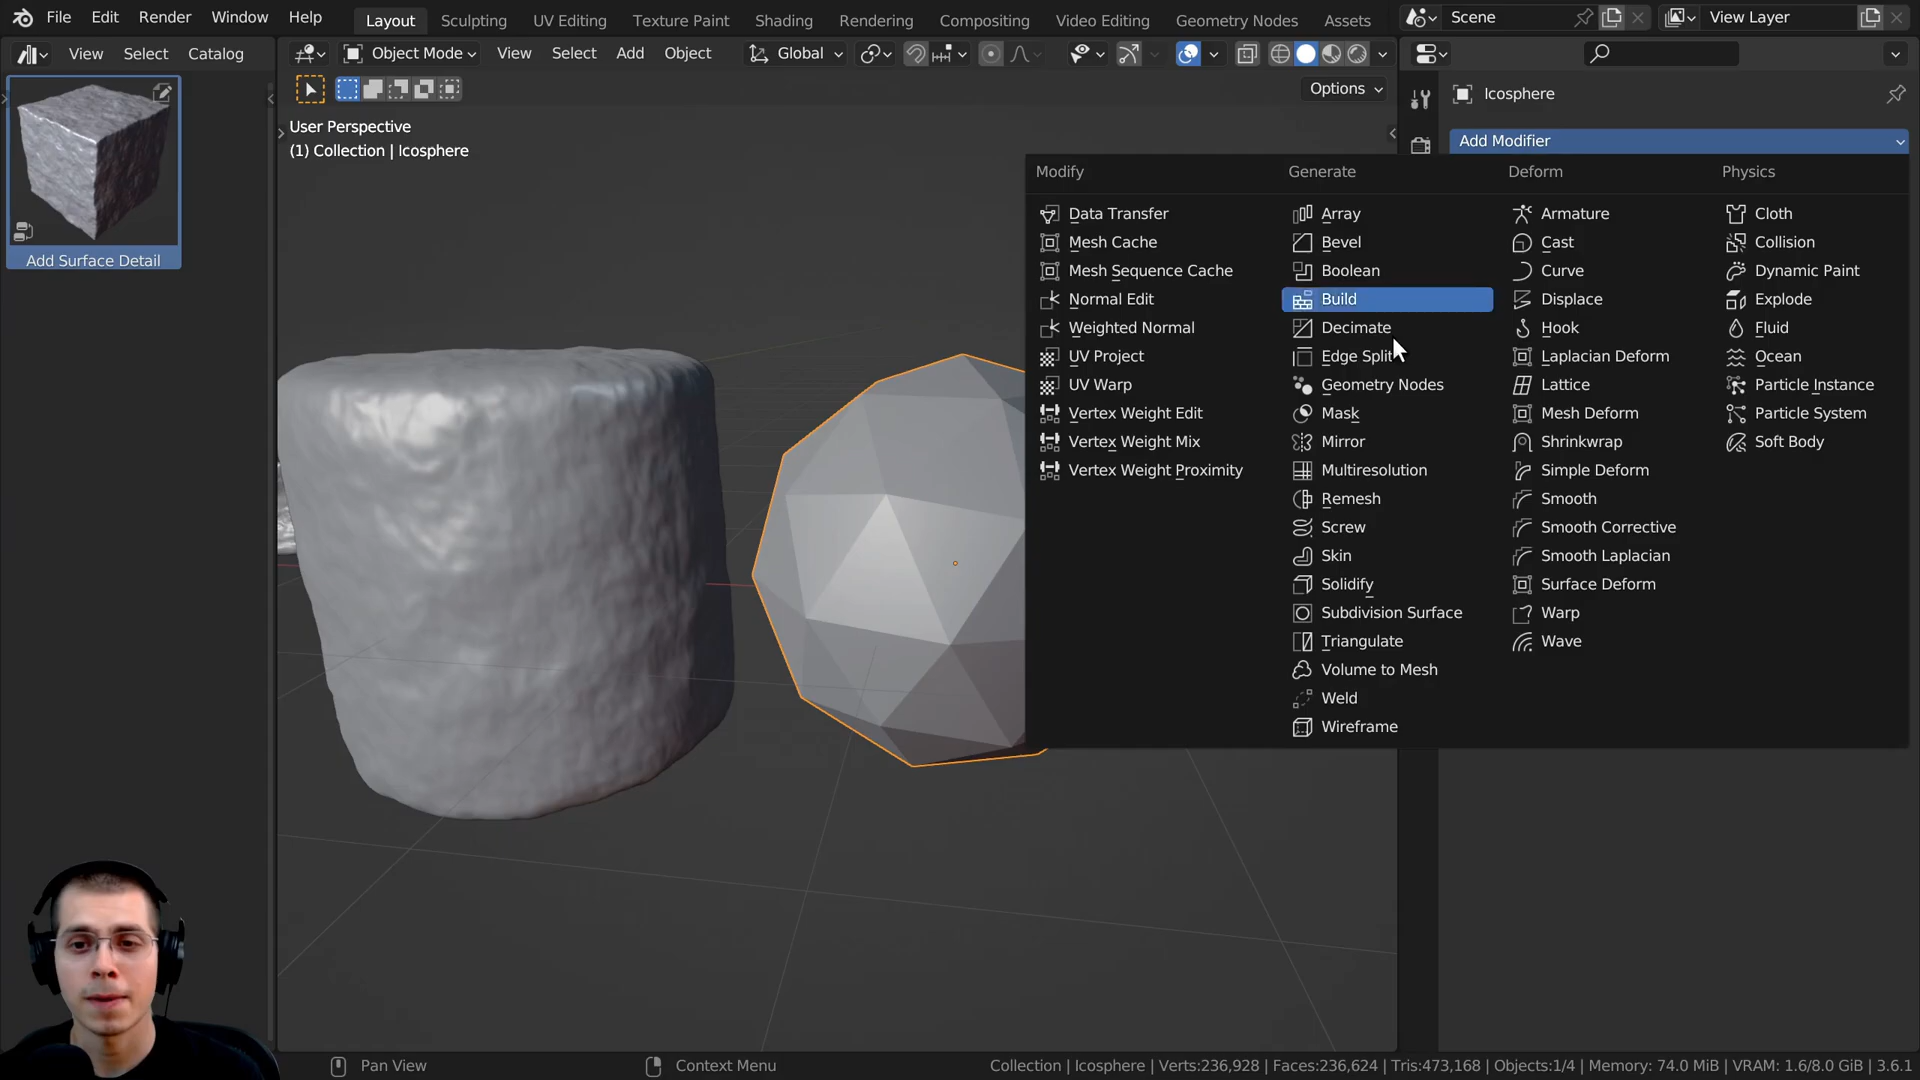 File Edit Render Window Help
Layout Sculpting UV Editing Texture Paint Shading Rendering Compositing Video Editing Geometry Nodes Assets
Scene
View Layer
View Select Catalog
Object Mode View Select Add Object
Global
Options
User Perspective
(1) Collection | Icosphere
Add Surface Detail
Icosphere
Add Modifier
Modify
Data Transfer
Mesh Cache
Mesh Sequence Cache
Normal Edit
Weighted Normal
UV Project
UV Warp
Vertex Weight Edit
Vertex Weight Mix
Vertex Weight Proximity
Generate
Array
Bevel
Boolean
Build
Decimate
Edge Split
Geometry Nodes
Mask
Mirror
Multiresolution
Remesh
Screw
Skin
Solidify
Subdivision Surface
Triangulate
Volume to Mesh
Weld
Wireframe
Deform
Armature
Cast
Curve
Displace
Hook
Laplacian Deform
Lattice
Mesh Deform
Shrinkwrap
Simple Deform
Smooth
Smooth Corrective
Smooth Laplacian
Surface Deform
Warp
Wave
Physics
Cloth
Collision
Dynamic Paint
Explode
Fluid
Ocean
Particle Instance
Particle System
Soft Body
Pan View
Context Menu
Collection | Icosphere | Verts:236,928 | Faces:236,624 | Tris:473,168 | Objects:1/4 | Memory: 74.0 MiB | VRAM: 1.6/8.0 GiB | 3.6.1